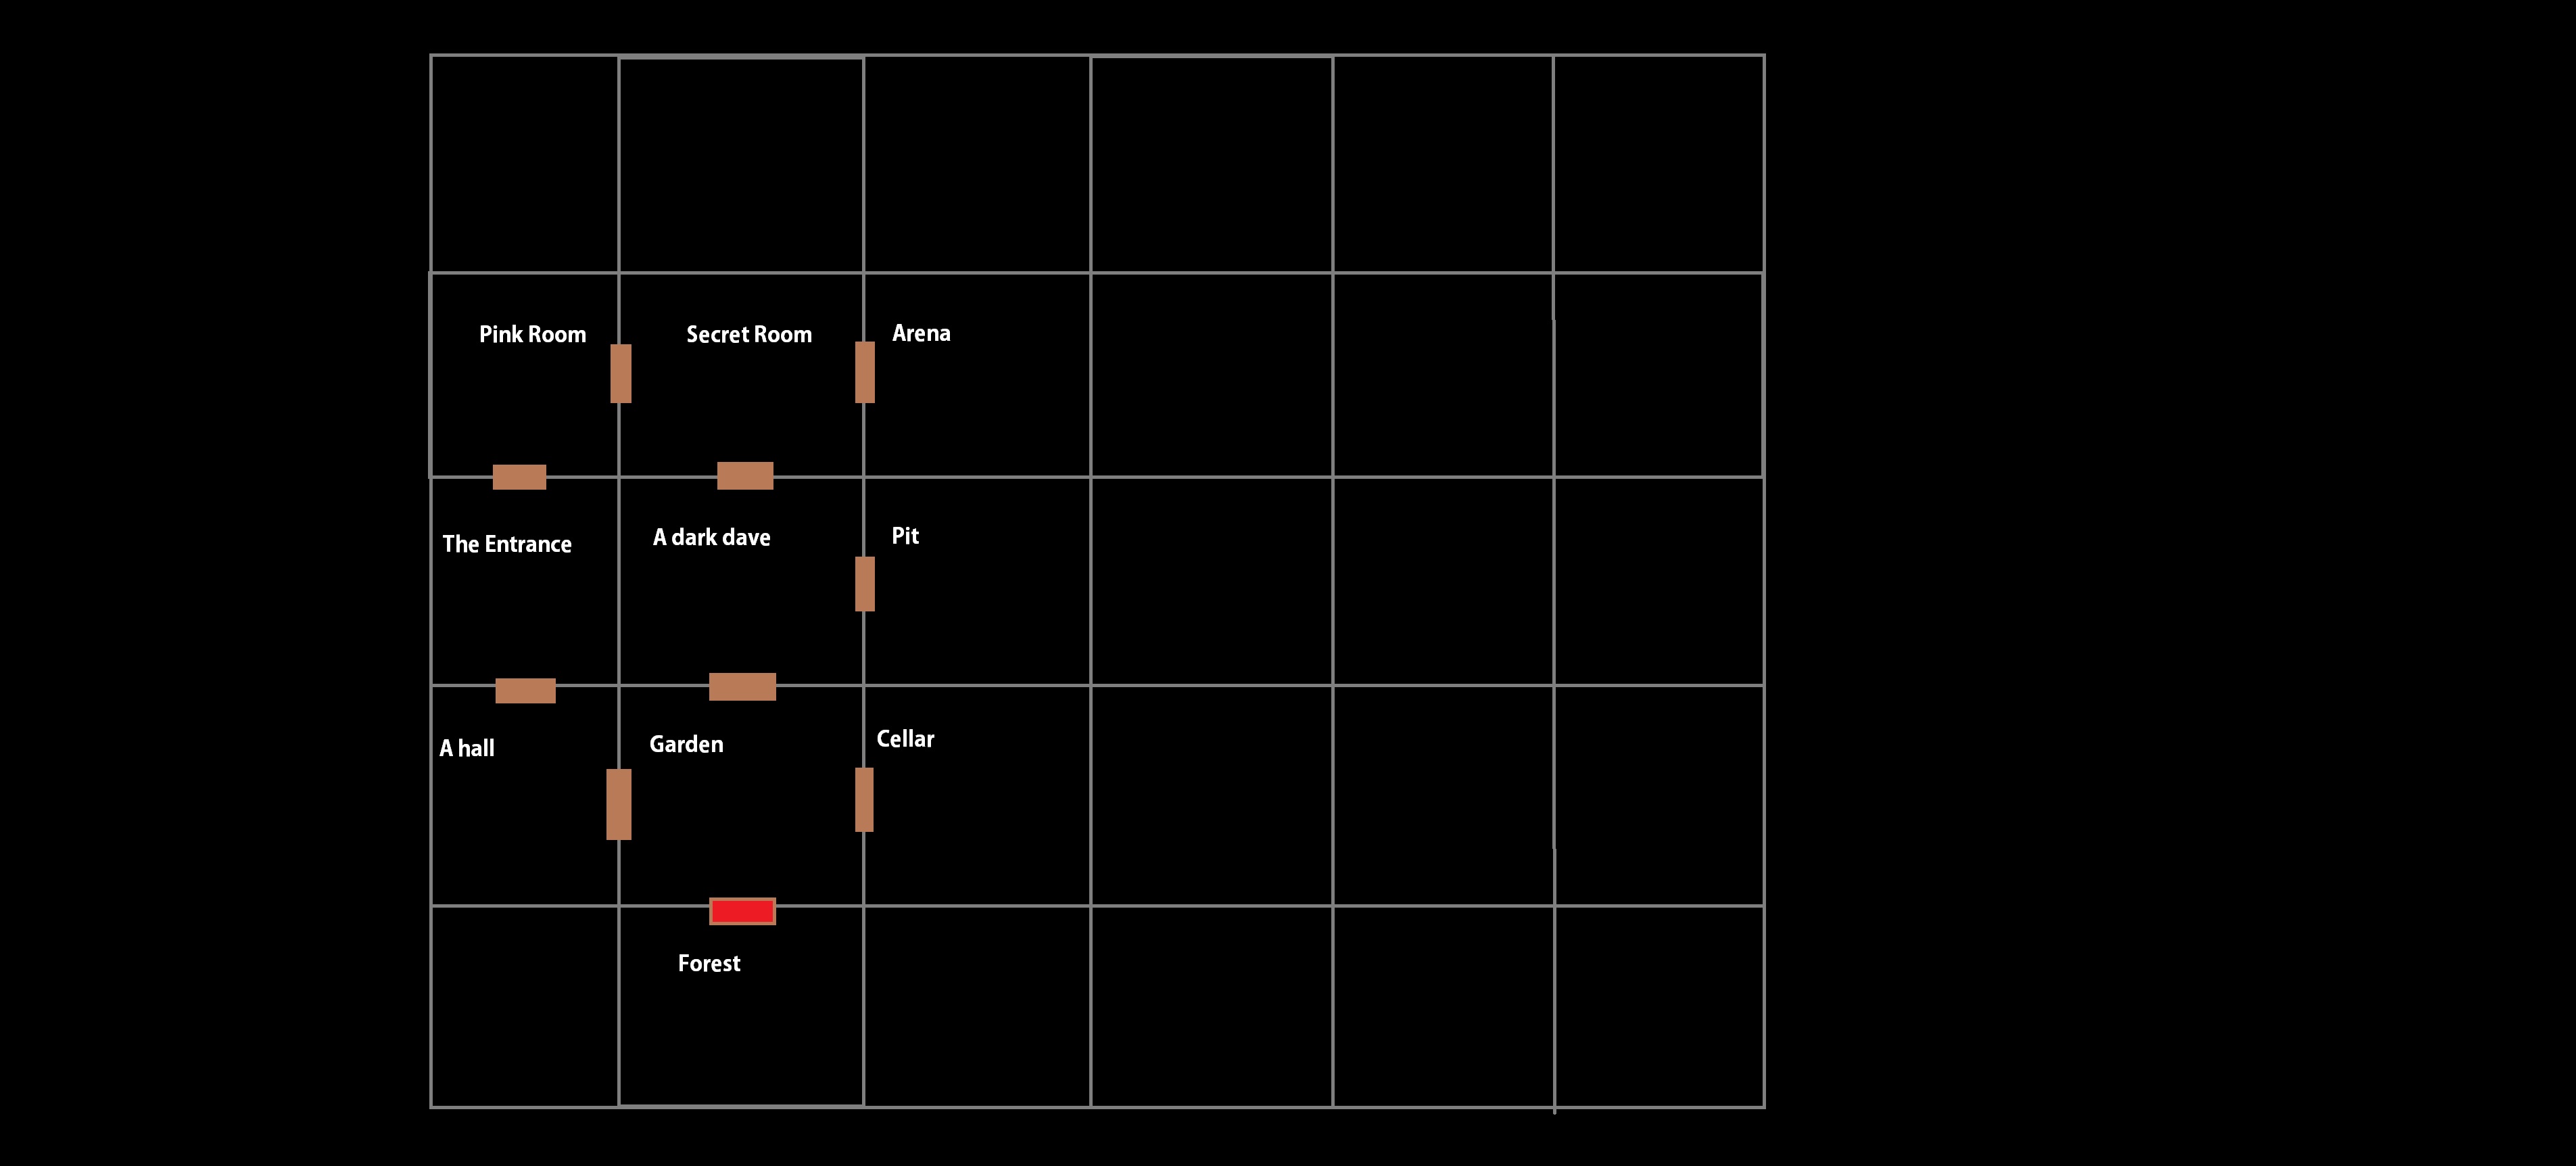 Pink Room
Secret Room
Arena
The Entrance
A dark dave
Pit
A hall
Garden
Cellar
Forest